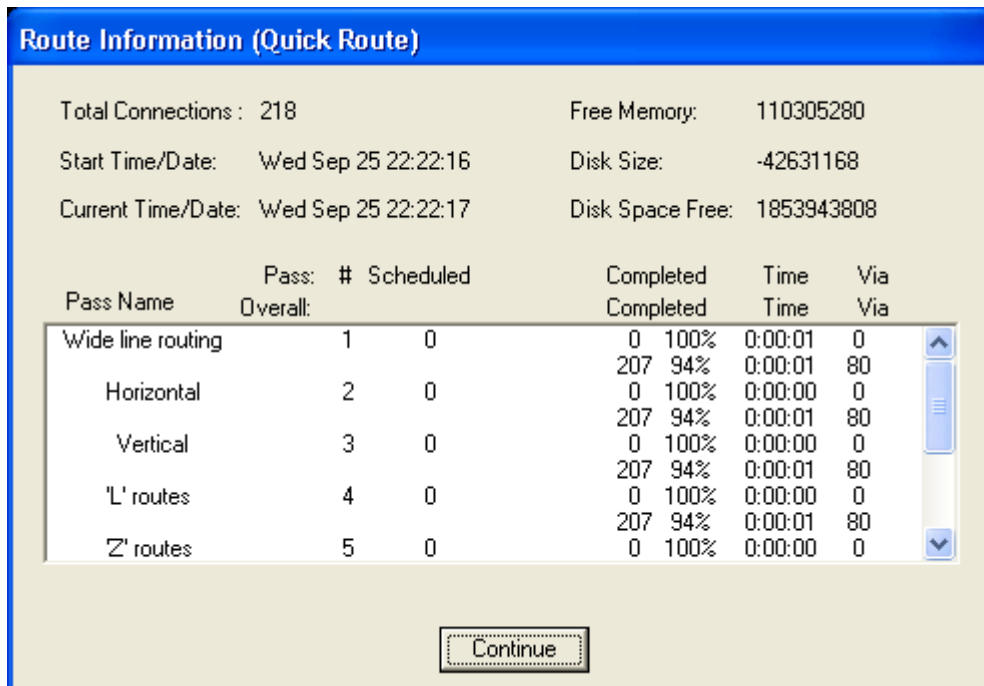 Route Information (Quick Route)
Total Connections : 218 Free Memory: 110305280
Start Time/Date: Wed Sep 25 22:22:16 Disk Size: -42631168
Current Time/Date: Wed Sep 25 22:22:17 Disk Space Free: 1853943808
Pass: # Scheduled Completed Time Via
Pass Name Overall: Completed Time Via
Wide line routing 1 0 0 100% 0:00:01 0
207 94% 0:00:01 80
Horizontal 2 0 0 100% 0:00:00 0
207 94% 0:00:01 80
Vertical 3 0 0 100% 0:00:00 0
207 94% 0:00:01 80
'L' routes 4 0 0 100% 0:00:00 0
207 94% 0:00:01 80
'Z' routes 5 0 0 100% 0:00:00 0
Continue